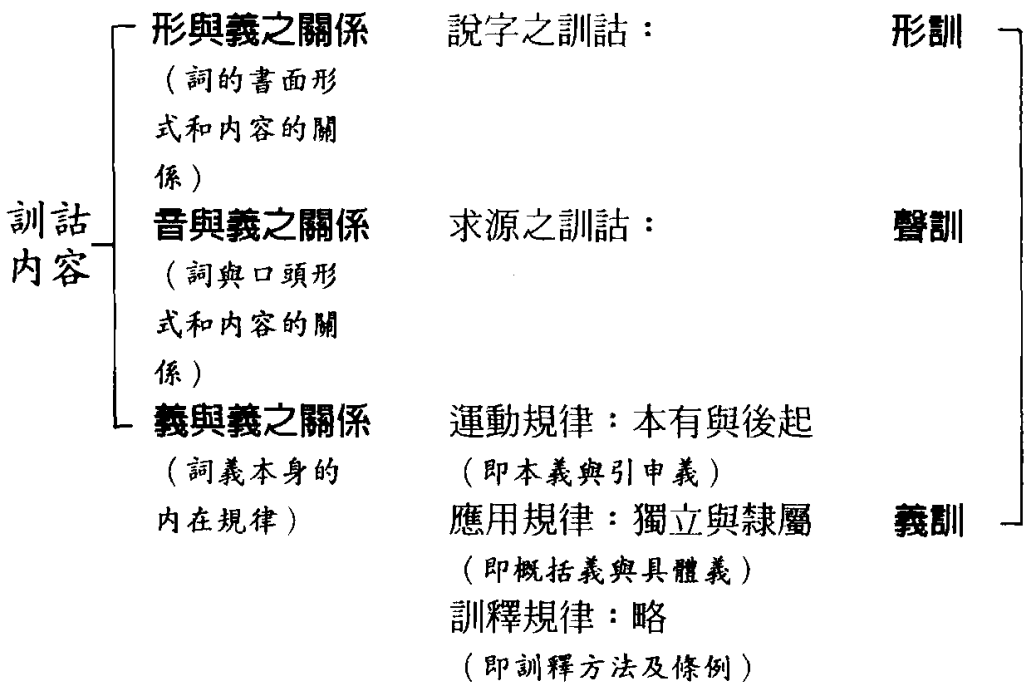 形與義之關係 說字之訓詁： 形訓
（詞的書面形
式和内容的關
係）
訓詁
内容
音與義之關係 求源之訓詁： 聲訓
（詞與口頭形
式和内容的關
係）
義與義之關係 運動規律：本有與後起
（詞義本身的 （即本義與引申義）
内在規律） 應用規律：獨立與隸屬 義訓
（即概括義與具體義）
訓釋規律：略
（即訓釋方法及條例）